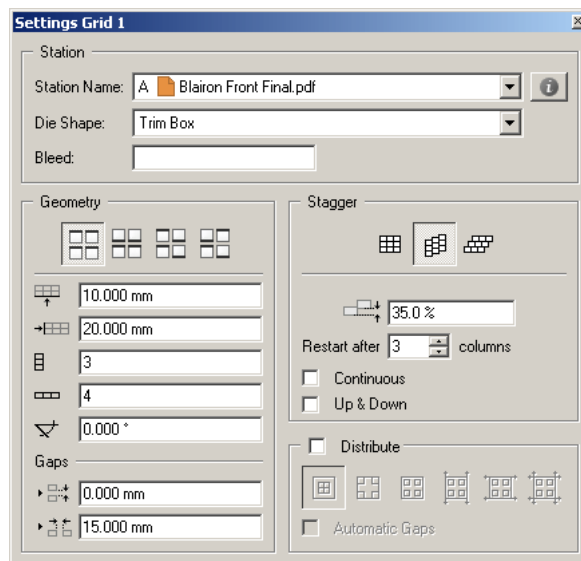 Settings Grid 1
Station
Station Name: A Blairon Front Final.pdf
Die Shape: Trim Box
Bleed:
Geometry
10.000 mm
20.000 mm
3
4
0.000 °
Gaps
0.000 mm
15.000 mm
Stagger
35.0 %
Restart after 3 columns
Continuous
Up & Down
Distribute
Automatic Gaps